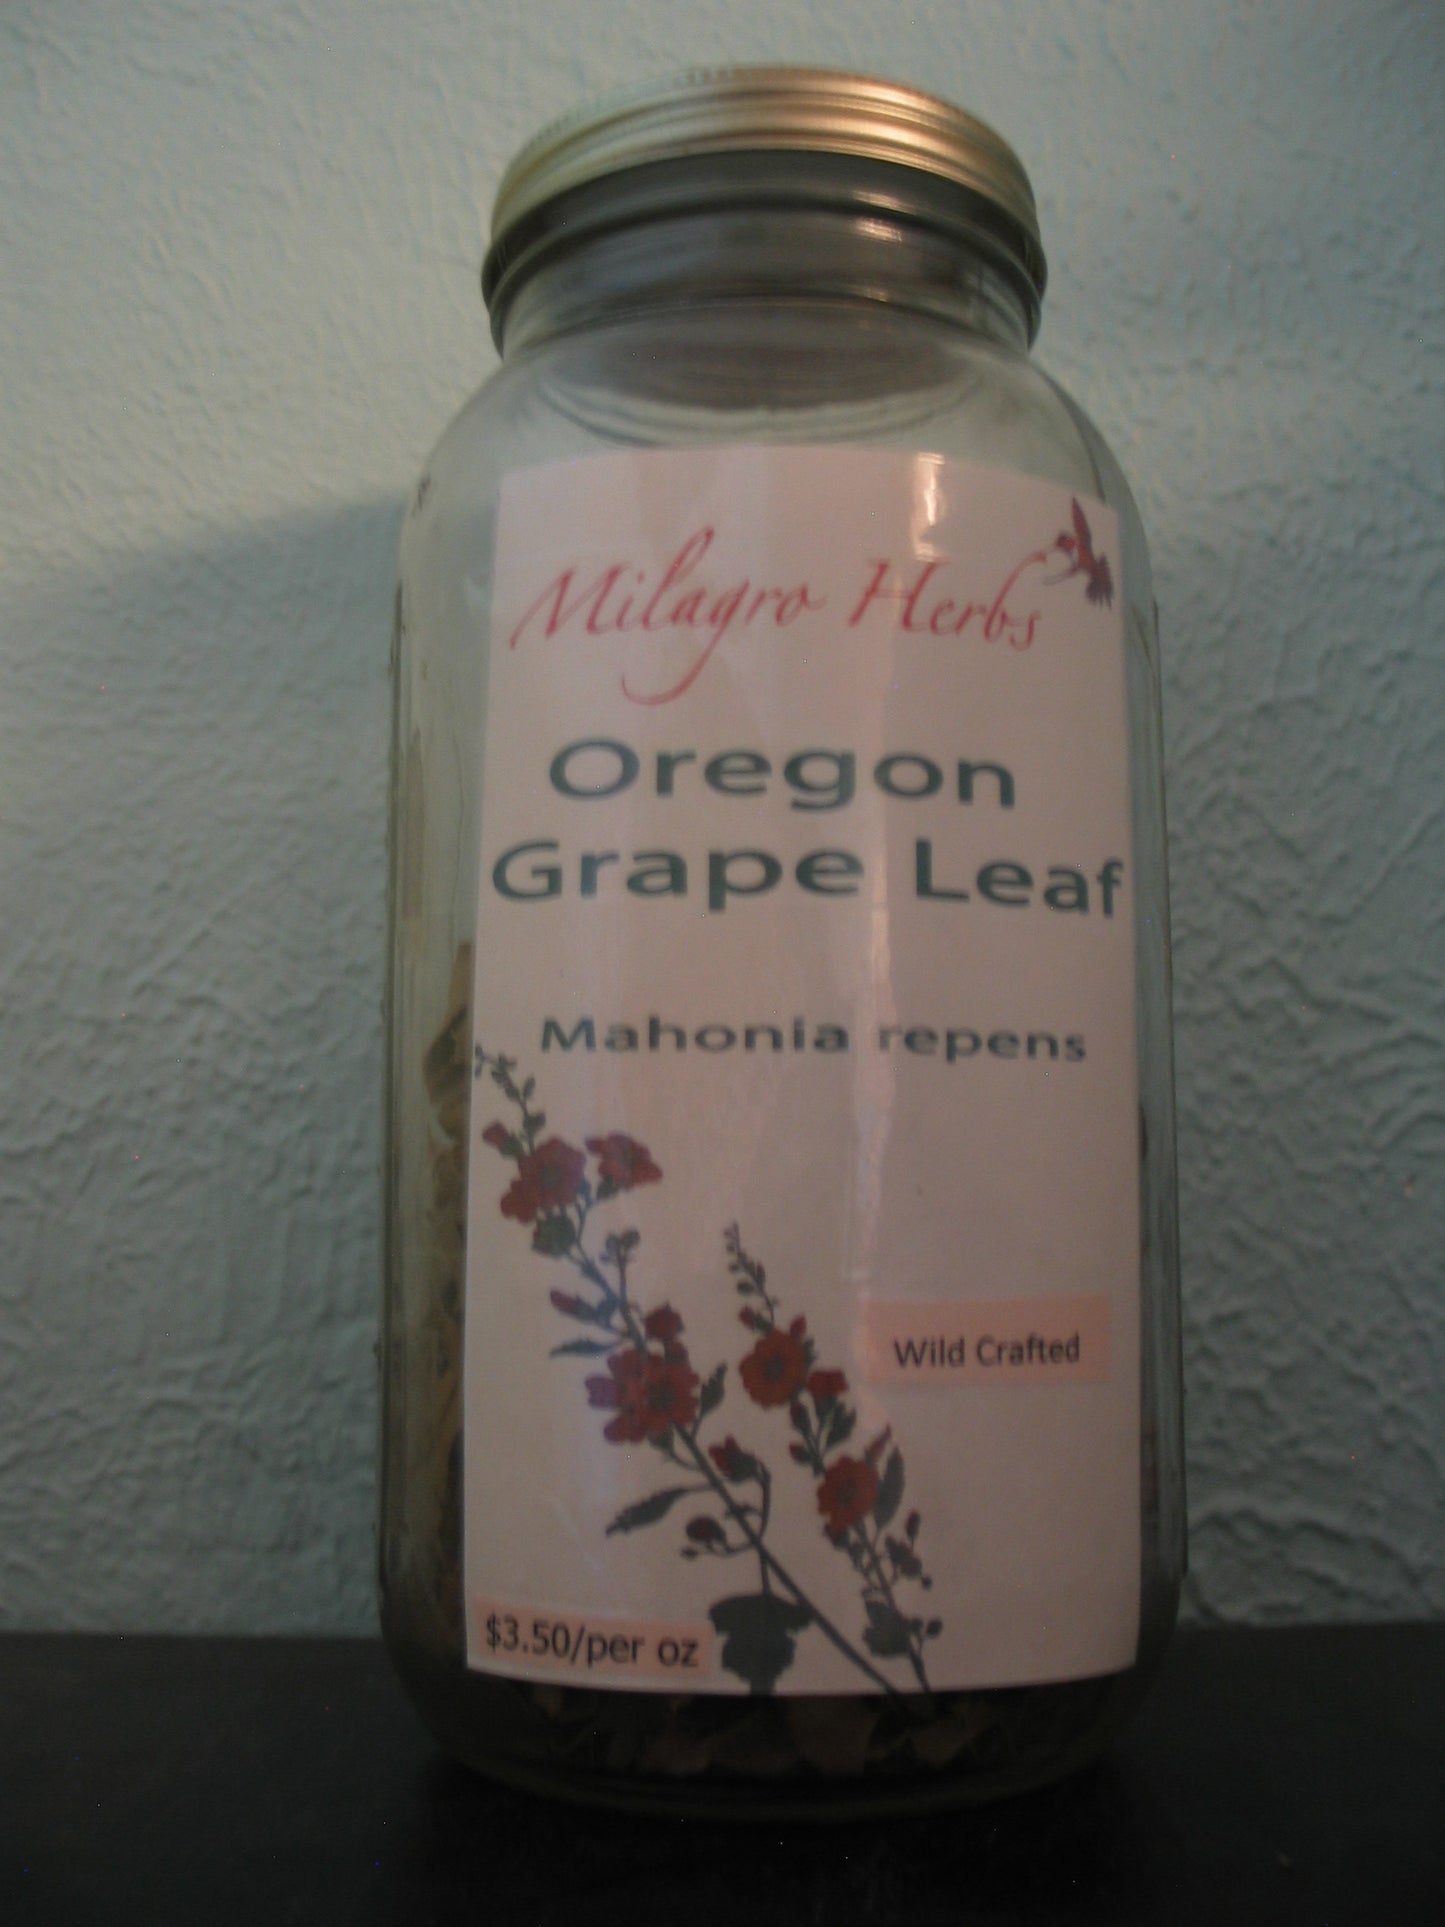 Milagro Herbs
Oregon
Grape Leaf
Mahonia repens
Wild Crafted
$3.50/per oz